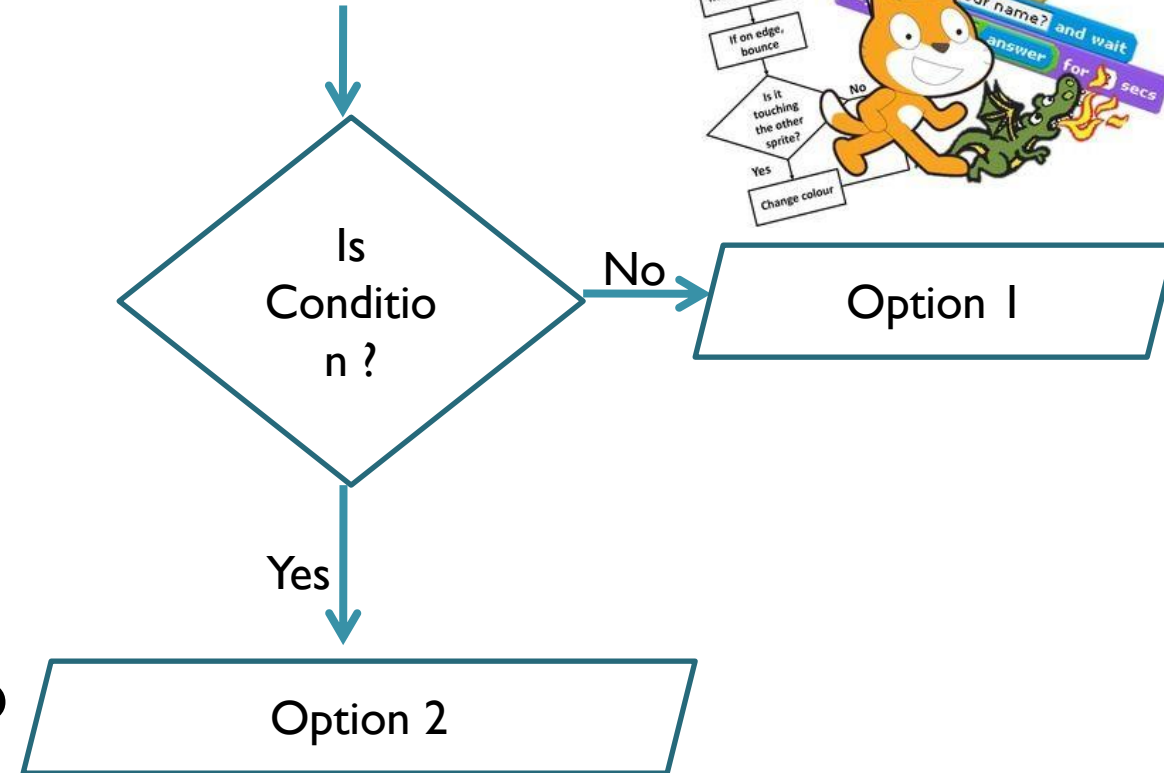 ur name? and wait
answer for secs
If on edge,
bounce
Is it
touching
the other
sprite?
No
Yes
Change colour
Is
Conditio
n ?
No
Option 1
Yes
Option 2